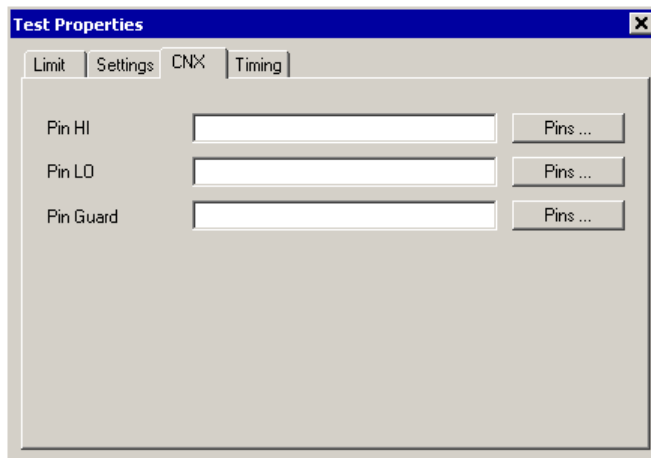 Test Properties
Limit Settings CNX Timing
Pin HI Pins ...
Pin LO Pins ...
Pin Guard Pins ...